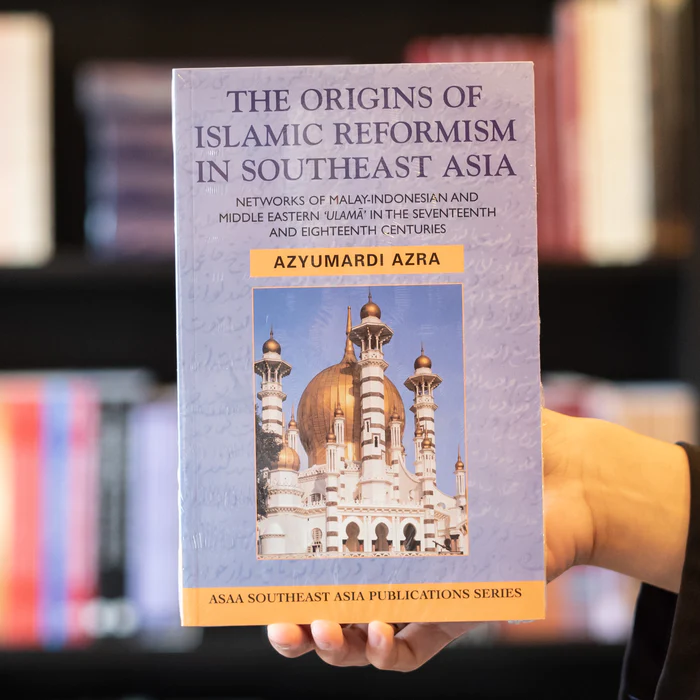 THE ORIGINS OF
ISLAMIC REFORMISM
IN SOUTHEAST ASIA
NETWORKS OF MALAY-INDONESIAN AND
MIDDLE EASTERN ‘ULAMĀ’ IN THE SEVENTEENTH
AND EIGHTEENTH CENTURIES
AZYUMARDI AZRA
ASAA SOUTHEAST ASIA PUBLICATIONS SERIES